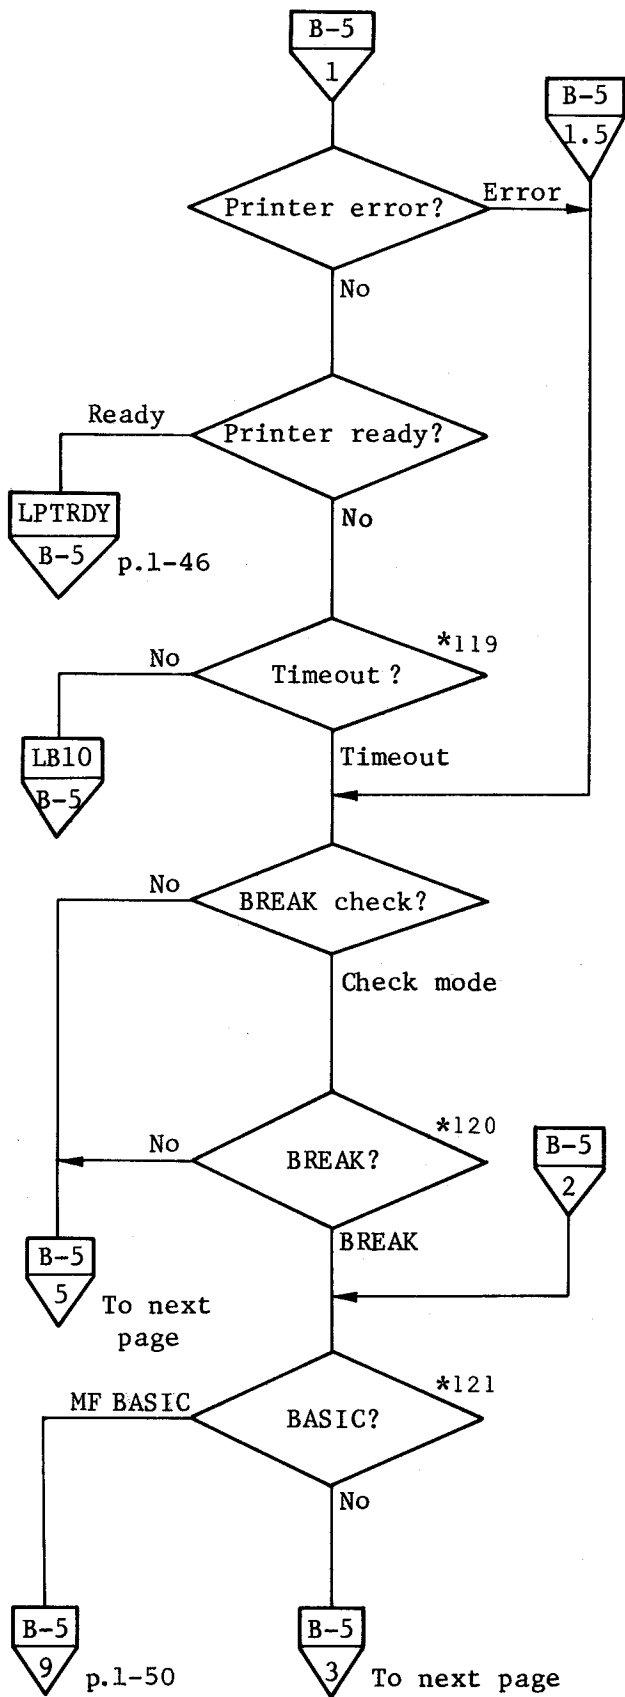 B-5
1
B-5
1.5
Printer error?
Error
No
Ready
Printer ready?
LPTRDY
B-5
p.1-46
No
*119
No
Timeout ?
LB10
B-5
Timeout
No
BREAK check?
Check mode
*120
No
BREAK?
B-5
2
BREAK
B-5
5
To next
page
*121
MF BASIC
BASIC?
No
B-5
9
p.1-50
B-5
3
To next page